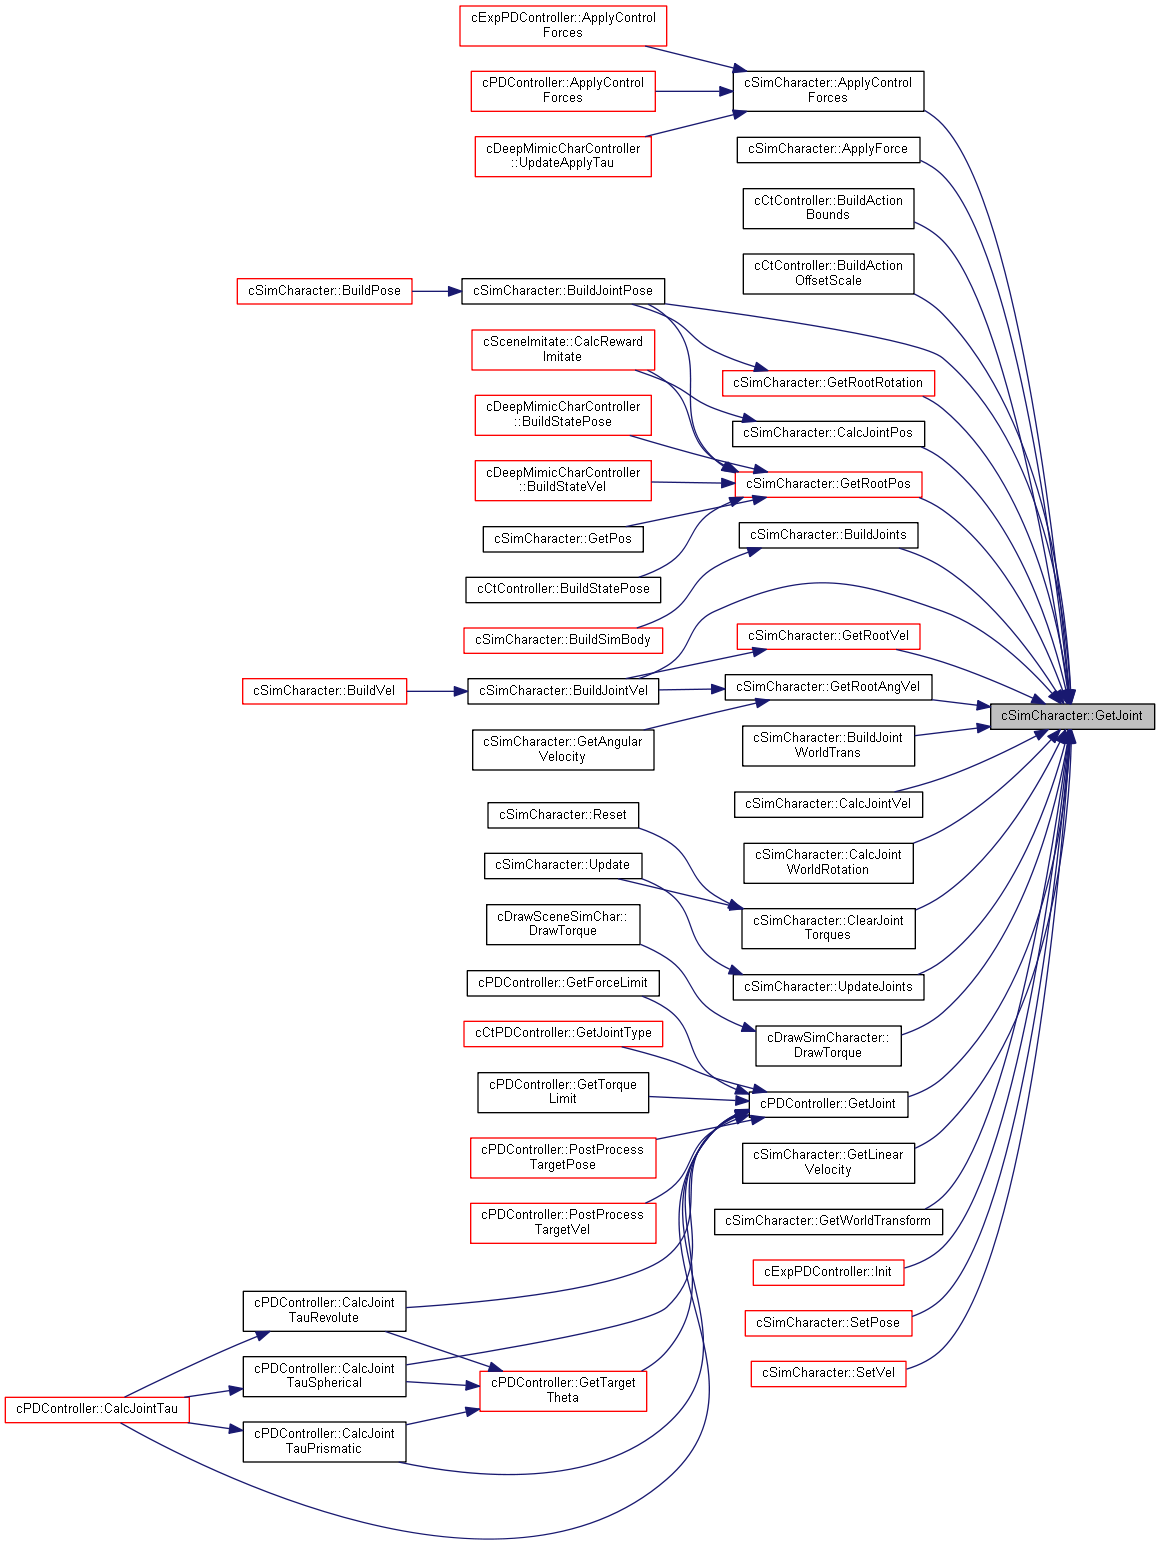 cExpPDController::ApplyControl
Forces
cSimCharacter::ApplyControl
Forces
cPDController::ApplyControl
Forces
cDeepMimicCharController
::UpdateApplyTau
cSimCharacter::ApplyForce
cCtController::BuildAction
Bounds
cCtController::BuildAction
OffsetScale
cSimCharacter::BuildPose
cSimCharacter::BuildJointPose
cSceneImitate::CalcReward
Imitate
cSimCharacter::GetRootRotation
cDeepMimicCharController
::BuildStatePose
cSimCharacter::CalcJointPos
cDeepMimicCharController
::BuildStateVel
cSimCharacter::GetRootPos
cSimCharacter::GetPos
cSimCharacter::BuildJoints
cCtController::BuildStatePose
cSimCharacter::BuildSimBody
cSimCharacter::GetRootVel
cSimCharacter::BuildVel
cSimCharacter::BuildJointVel
cSimCharacter::GetRootAngVel
cSimCharacter::GetJoint
cSimCharacter::GetAngular
Velocity
cSimCharacter::BuildJoint
WorldTrans
cSimCharacter::CalcJointVel
cSimCharacter::Reset
cSimCharacter::CalcJoint
WorldRotation
cSimCharacter::Update
cDrawSceneSimChar::
DrawTorque
cSimCharacter::ClearJoint
Torques
cPDController::GetForceLimit
cSimCharacter::UpdateJoints
cCtPDController::GetJointType
cDrawSimCharacter::
DrawTorque
cPDController::GetTorque
Limit
cPDController::GetJoint
cPDController::PostProcess
TargetPose
cSimCharacter::GetLinear
Velocity
cPDController::PostProcess
TargetVel
cSimCharacter::GetWorldTransform
cExpPDController::Init
cPDController::CalcJoint
TauRevolute
cSimCharacter::SetPose
cPDController::CalcJoint
TauSpherical
cSimCharacter::SetVel
cPDController::GetTarget
Theta
cPDController::CalcJointTau
cPDController::CalcJoint
TauPrismatic